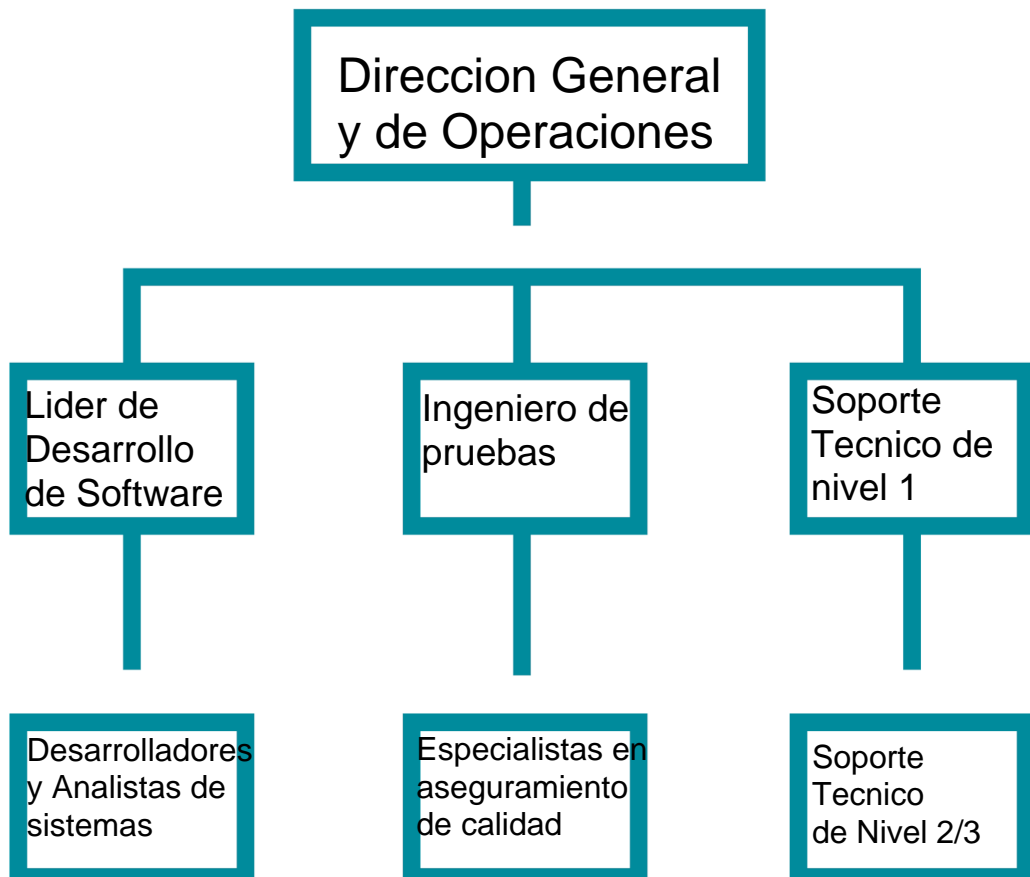 Direccion General
y de Operaciones
Lider de
Desarrollo
de Software
Ingeniero de
pruebas
Soporte
Tecnico de
nivel 1
Desarrolladores
y Analistas de
sistemas
Especialistas en
aseguramiento
de calidad
Soporte
Tecnico
de Nivel 2/3